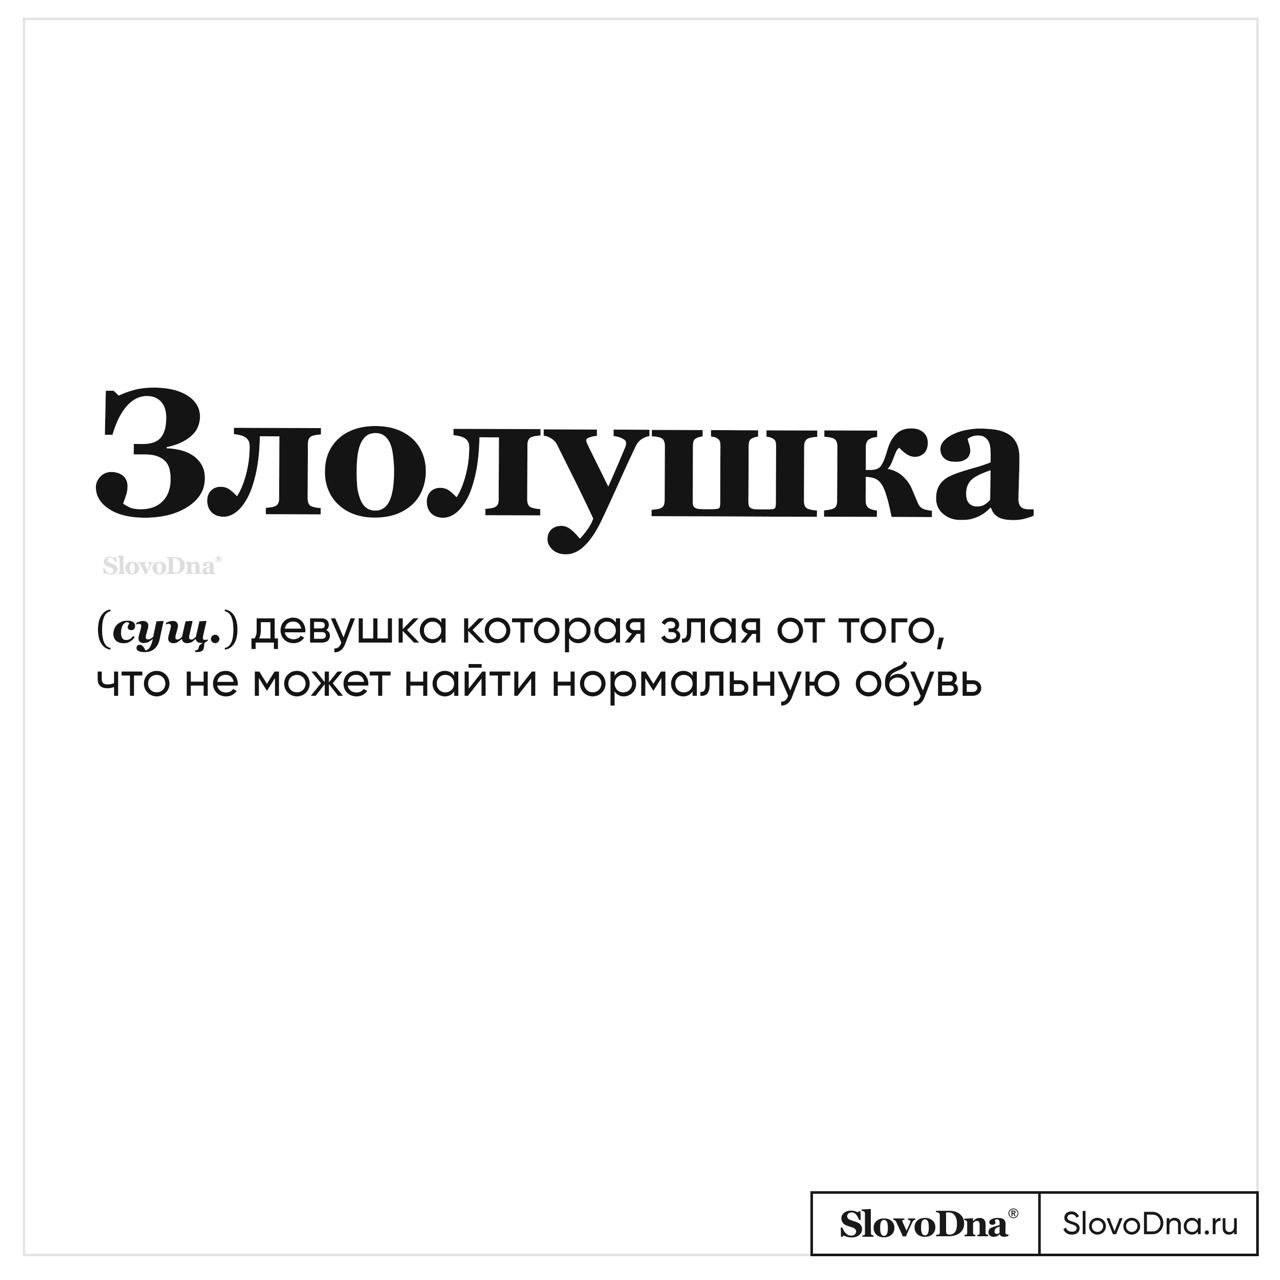 Злолушка
SlovoDna®
(сущ.) девушка которая злая от того,
что не может найти нормальную обувь
SlovoDna® SlovoDna.ru